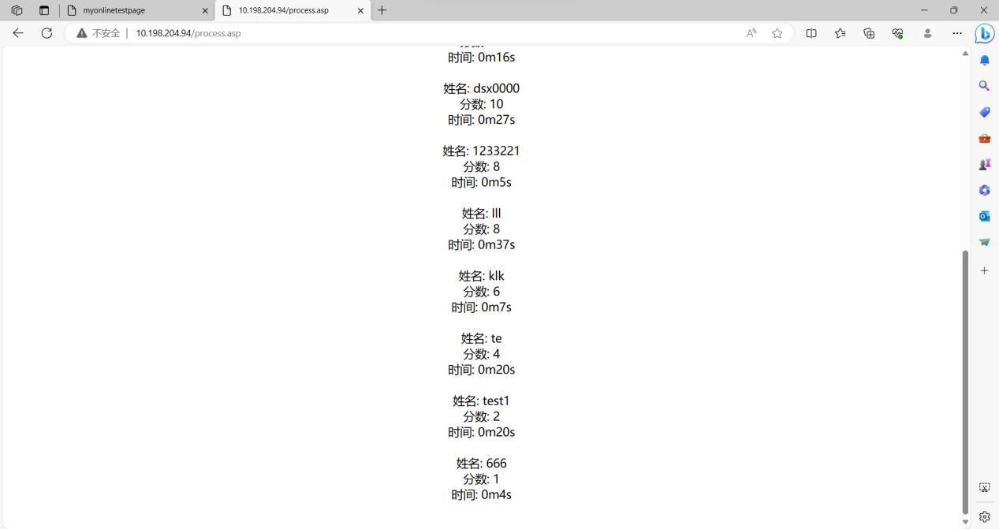 myonlinetestpage
10.198.204.94/process.asp
不安全
10.198.204.94/process.asp
时间: 0m16s
姓名: dsx0000
分数: 10
时间: 0m27s
姓名: 1233221
分数: 8
时间: 0m5s
姓名: lll
分数: 8
时间: 0m37s
姓名: klk
分数: 6
时间: 0m7s
姓名: te
分数: 4
时间: 0m20s
姓名: test1
分数: 2
时间: 0m20s
姓名: 666
分数: 1
时间: 0m4s